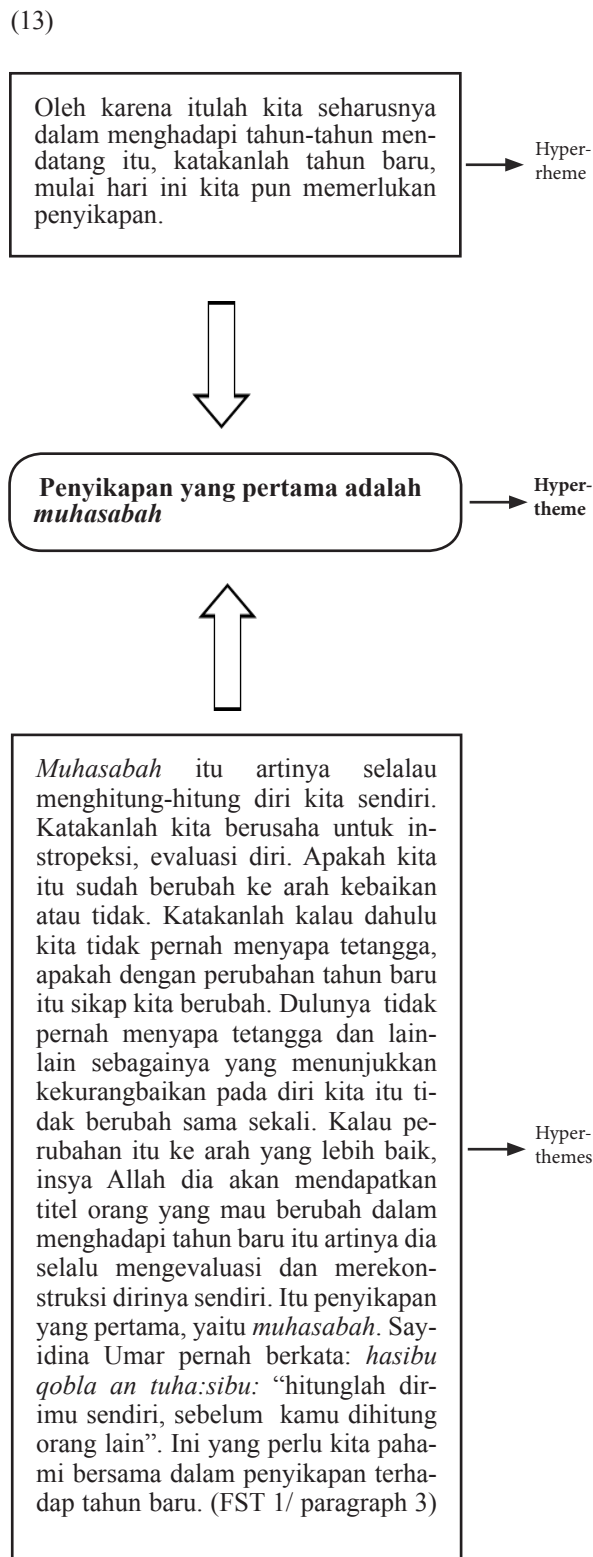 (13)
Oleh karena itulah kita seharusnya
dalam menghadapi tahun-tahun men-
datang itu, katakanlah tahun baru,
mulai hari ini kita pun memerlukan
penyikapan.
Hyper-
rheme
Penyikapan yang pertama adalah
muhasabah
Hyper-
theme
Muhasabah itu artinya selalau
menghitung-hitung diri kita sendiri.
Katakanlah kita berusaha untuk in-
stropeksi, evaluasi diri. Apakah kita
itu sudah berubah ke arah kebaikan
atau tidak. Katakanlah kalau dahulu
kita tidak pernah menyapa tetangga,
apakah dengan perubahan tahun baru
itu sikap kita berubah. Dulunya tidak
pernah menyapa tetangga dan lain-
lain sebagainya yang menunjukkan
kekurangbaikan pada diri kita itu ti-
dak berubah sama sekali. Kalau pe-
rubahan itu ke arah yang lebih baik,
insya Allah dia akan mendapatkan
titel orang yang mau berubah dalam
menghadapi tahun baru itu artinya dia
selalu mengevaluasi dan merekon-
struksi dirinya sendiri. Itu penyikapan
yang pertama, yaitu muhasabah. Say-
idina Umar pernah berkata: hasibu
qobla an tuha:sibu: “hitunglah dir-
imu sendiri, sebelum kamu dihitung
orang lain”. Ini yang perlu kita paha-
mi bersama dalam penyikapan terha-
dap tahun baru. (FST 1/ paragraph 3)
Hyper-
themes